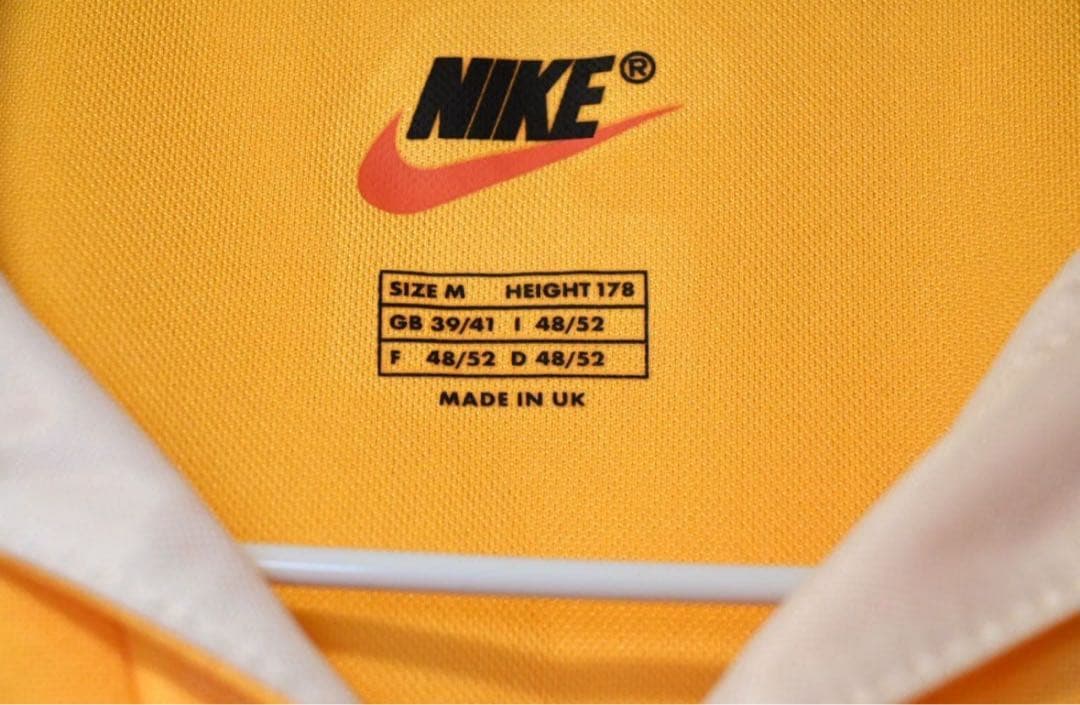 NIKE®
SIZE M HEIGHT 178
GB 39/41 I 48/52
F 48/52 D 48/52
MADE IN UK